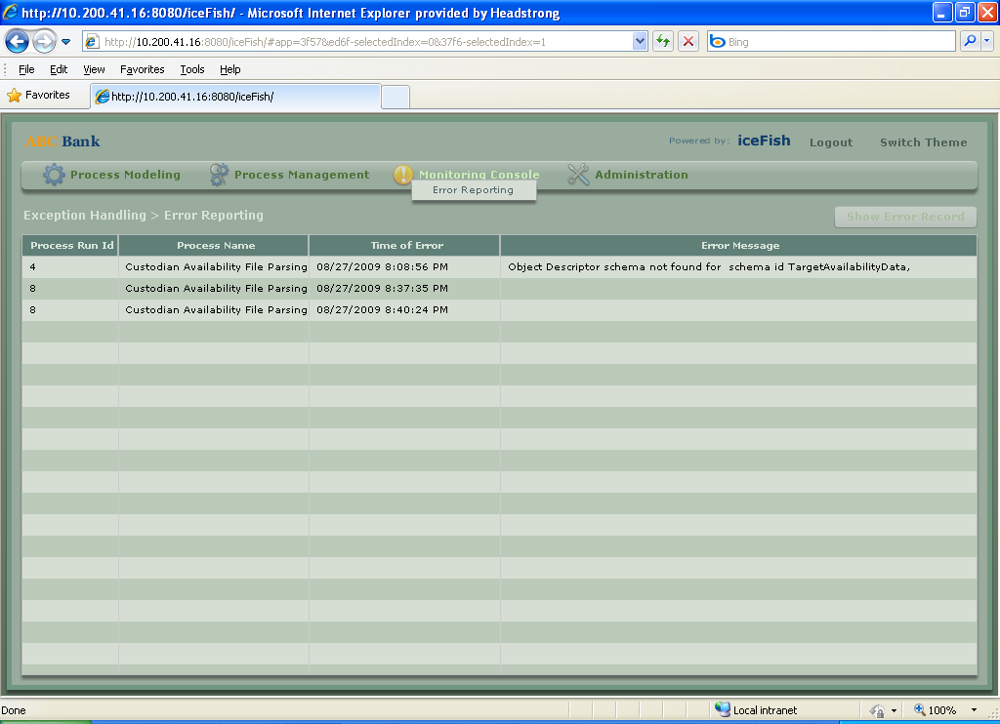 http://10.200.41.16:8080/iceFish/ - Microsoft Internet Explorer provided by Headstrong
http://10.200.41.16:8080/iceFish/#app=3f57&ed6f-selectedIndex=0&37f6-selectedIndex=1
Bing
File Edit View Favorites Tools Help
Favorites
http://10.200.41.16:8080/iceFish/
ABC Bank
Powered by: iceFish Logout Switch Theme
Process Modeling Process Management Monitoring Console Administration
Error Reporting
Exception Handling > Error Reporting
Show Error Record
Process Run Id Process Name Time of Error Error Message
4 Custodian Availability File Parsing 08/27/2009 8:08:56 PM Object Descriptor schema not found for schema id TargetAvailabilityData,
8 Custodian Availability File Parsing 08/27/2009 8:37:35 PM
8 Custodian Availability File Parsing 08/27/2009 8:40:24 PM
Done Local intranet 100%